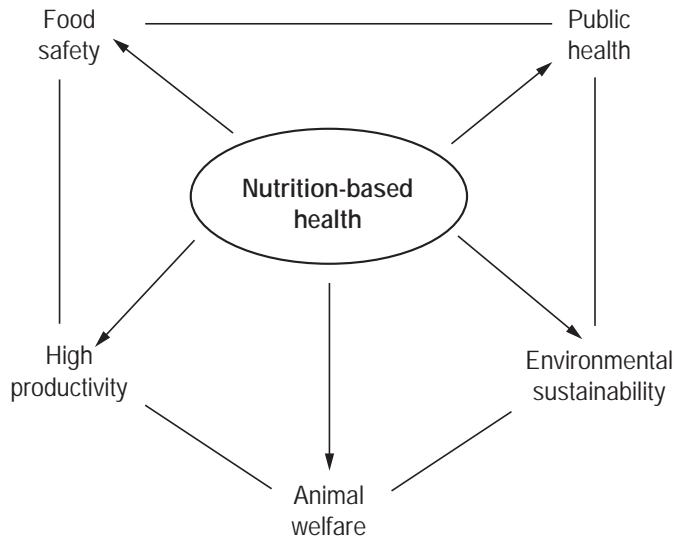 Food
safety
Public
health
Nutrition-based
health
High
productivity
Environmental
sustainability
Animal
welfare